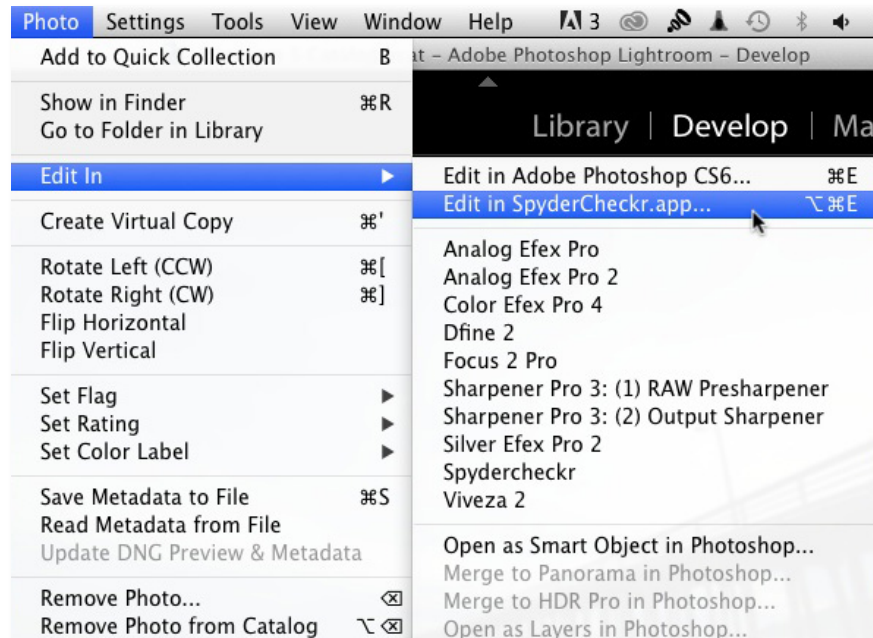 Photo Settings Tools View Window Help 3
at – Adobe Photoshop Lightroom – Develop
Library | Develop | Ma
Add to Quick Collection B
Show in Finder ⌘R
Go to Folder in Library
Edit In ▶
Create Virtual Copy ⌘'
Rotate Left (CCW) ⌘[
Rotate Right (CW) ⌘]
Flip Horizontal
Flip Vertical
Set Flag ▶
Set Rating ▶
Set Color Label ▶
Save Metadata to File ⌘S
Read Metadata from File
Update DNG Preview & Metadata
Remove Photo... ⌫
Remove Photo from Catalog ⌥⌫
Edit in Adobe Photoshop CS6... ⌘E
Edit in SpyderCheckr.app... ⌥⌘E
Analog Efex Pro
Analog Efex Pro 2
Color Efex Pro 4
Dfine 2
Focus 2 Pro
Sharpener Pro 3: (1) RAW Presharpener
Sharpener Pro 3: (2) Output Sharpener
Silver Efex Pro 2
Spydercheckr
Viveza 2
Open as Smart Object in Photoshop...
Merge to Panorama in Photoshop...
Merge to HDR Pro in Photoshop...
Open as Layers in Photoshop...